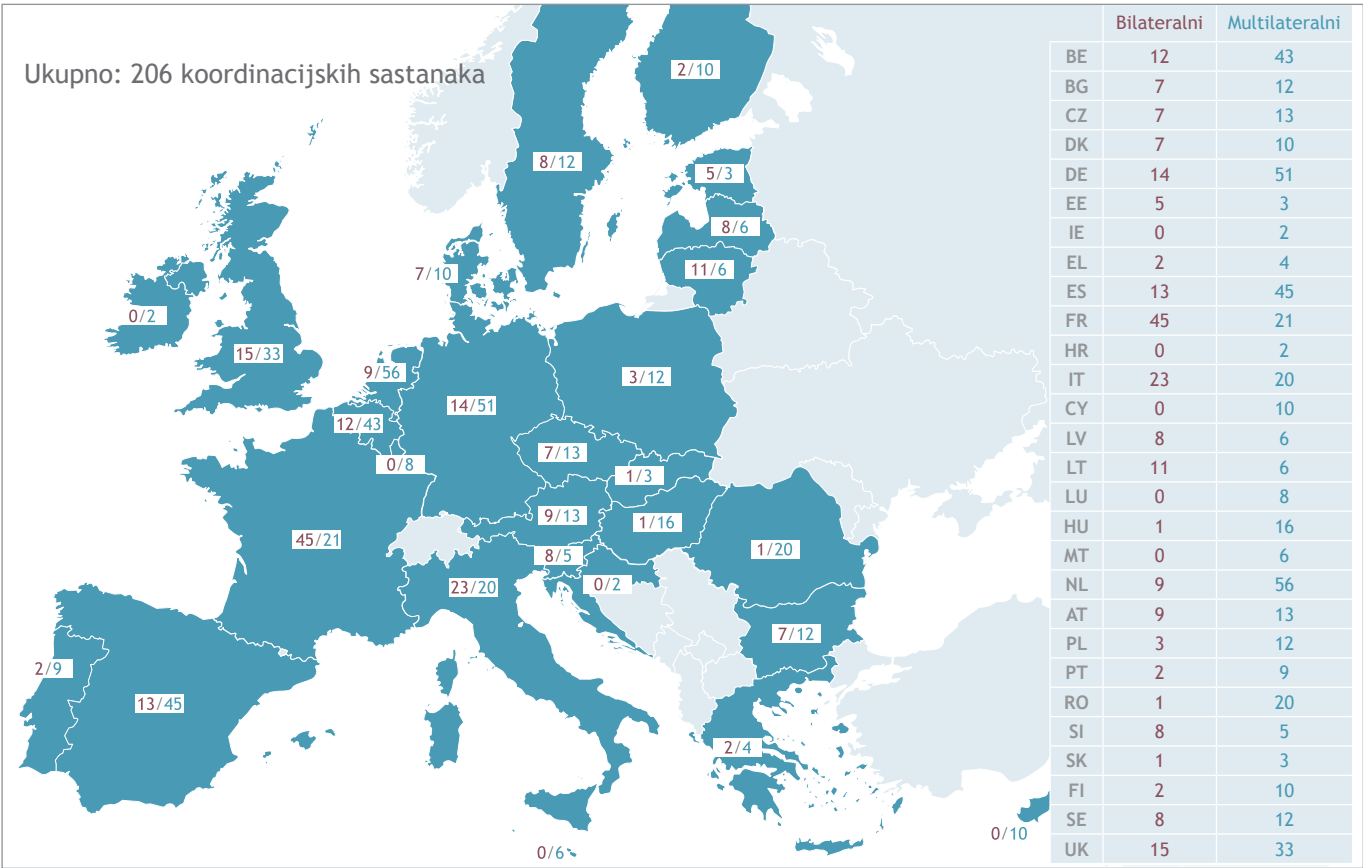 Ukupno: 206 koordinacijskih sastanaka
2/10
8/12
5/3
8/6
11/6
7/10
0/2
15/33
9/56
3/12
14/51
12/43
7/13
0/8
1/3
9/13
1/16
45/21
1/20
8/5
23/20
0/2
7/12
2/9
13/45
2/4
0/10
0/6
Bilateralni Multilateralni
BE 12 43
BG 7 12
CZ 7 13
DK 7 10
DE 14 51
EE 5 3
IE 0 2
EL 2 4
ES 13 45
FR 45 21
HR 0 2
IT 23 20
CY 0 10
LV 8 6
LT 11 6
LU 0 8
HU 1 16
MT 0 6
NL 9 56
AT 9 13
PL 3 12
PT 2 9
RO 1 20
SI 8 5
SK 1 3
FI 2 10
SE 8 12
UK 15 33